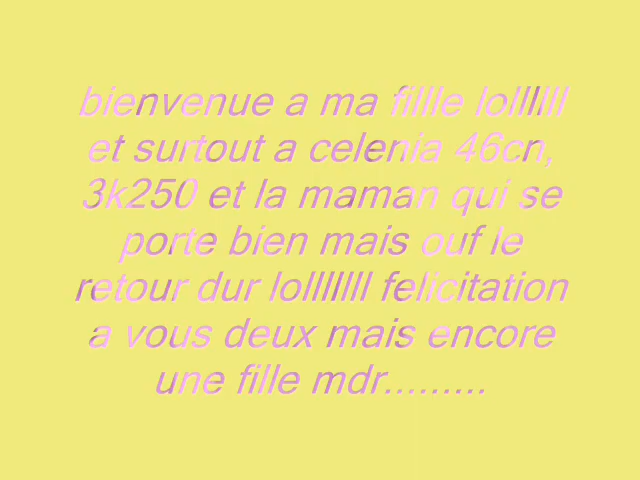 bienvenue a ma fillle lolllllll
et surtout a celenia 46cn,
3k250 et la maman qui se
porte bien mais ouf le
retour dur lollllllll felicitation
a vous deux mais encore
une fille mdr.........